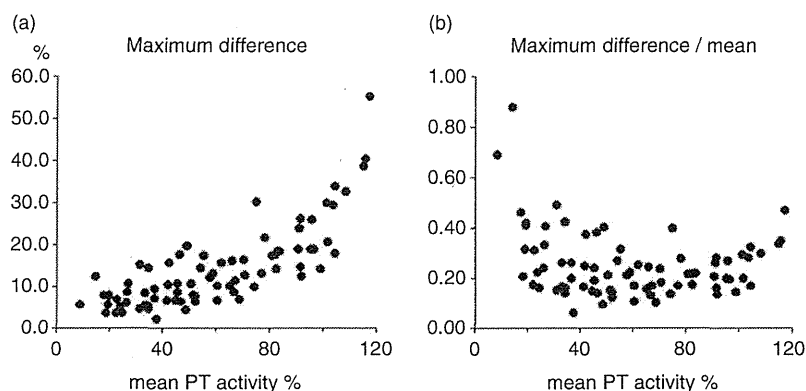 (a)
Maximum difference
%
60.0
50.0
40.0
30.0
20.0
10.0
0.0
0 40 80 120
mean PT activity %
(b)
Maximum difference / mean
1.00
0.80
0.60
0.40
0.20
0.00
0 40 80 120
mean PT activity %